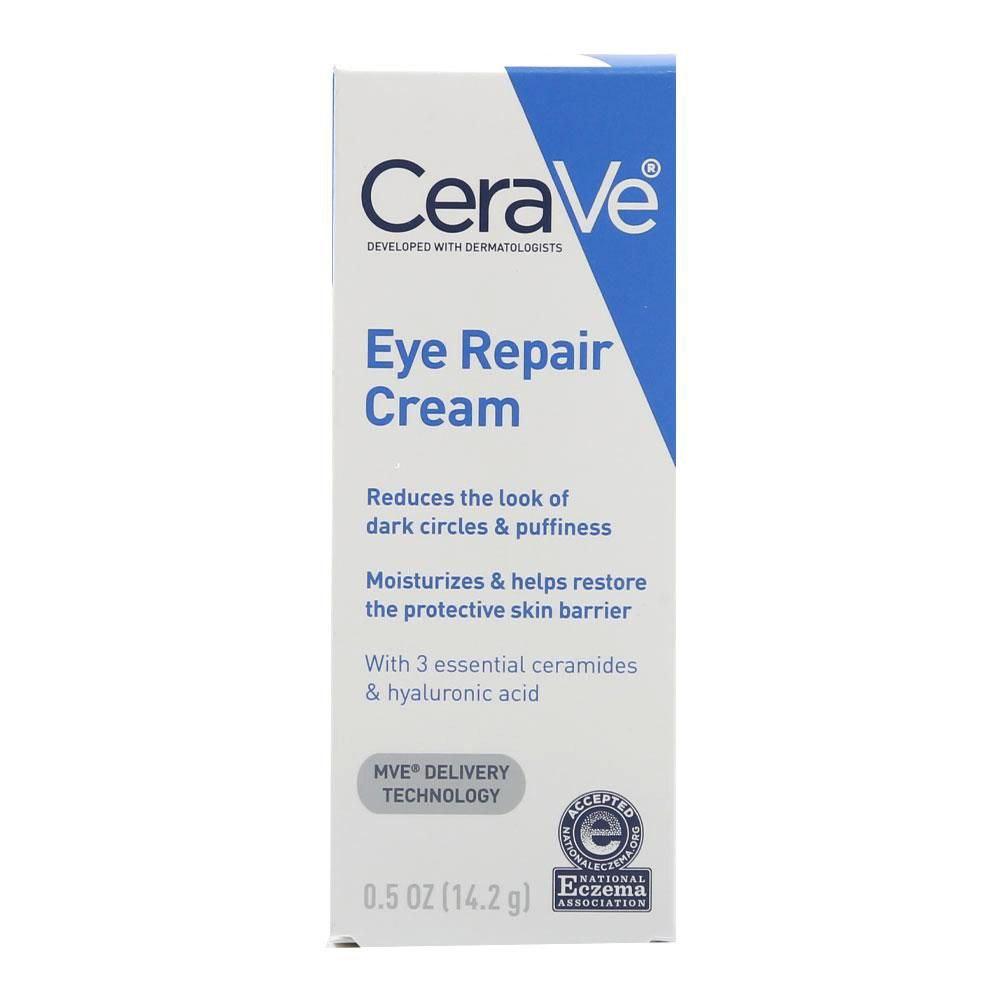 CeraVe®
DEVELOPED WITH DERMATOLOGISTS
Eye Repair
Cream
Reduces the look of
dark circles & puffiness
Moisturizes & helps restore
the protective skin barrier
With 3 essential ceramides
& hyaluronic acid
MVE® DELIVERY
TECHNOLOGY
ACCEPTED
e
NATIONALECZEMA.ORG
NATIONAL
Eczema
ASSOCIATION
0.5 OZ (14.2 g)